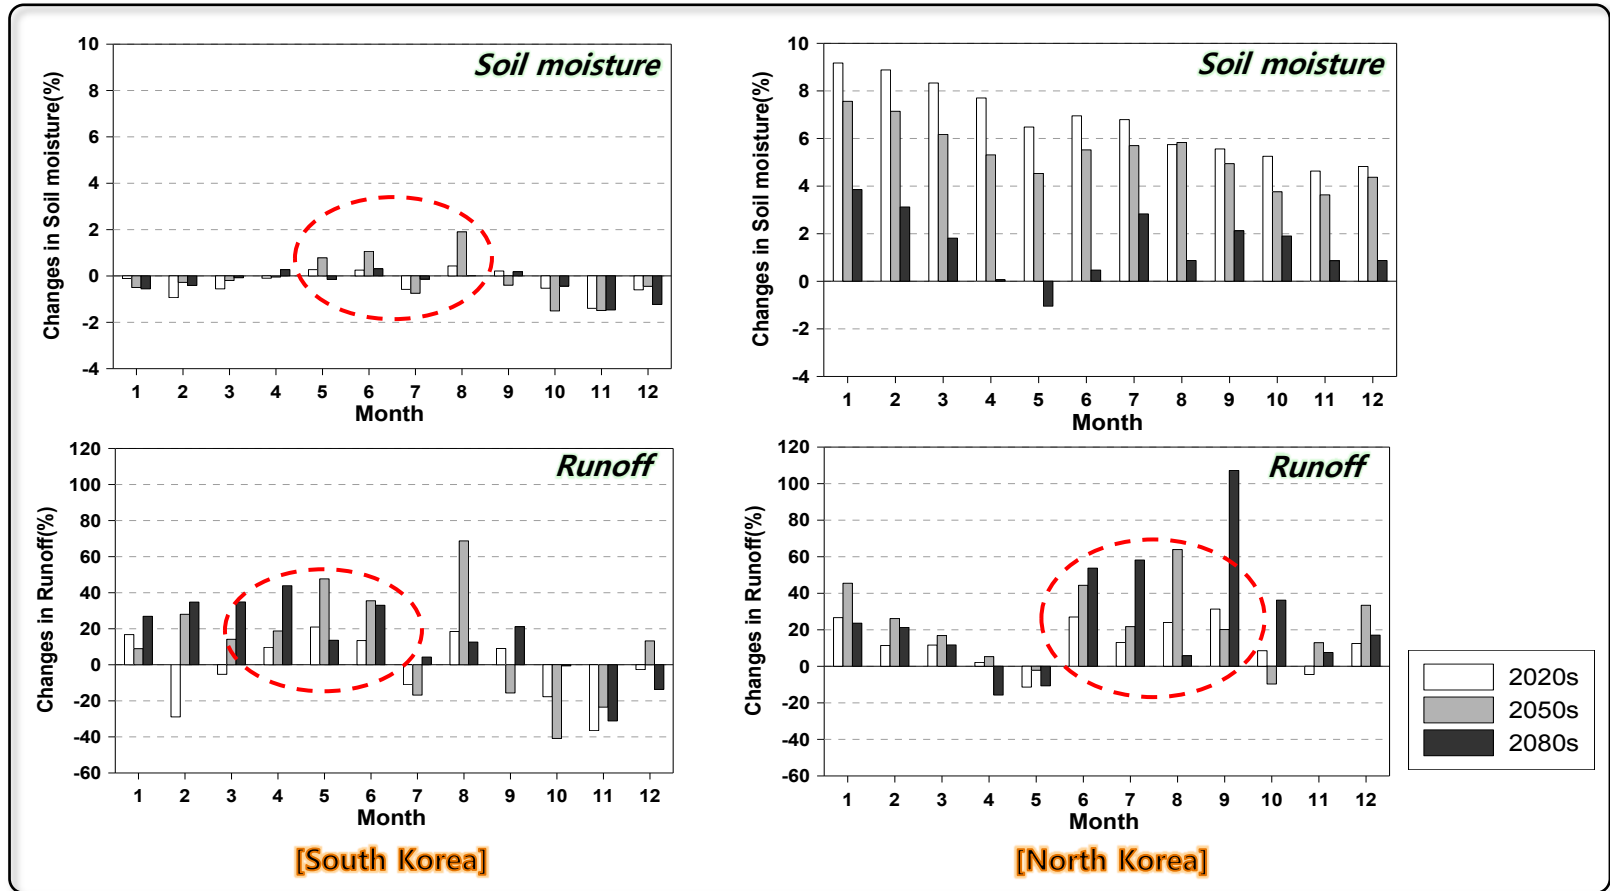 Soil moisture
Changes in Soil moisture(%)
10
8
6
4
2
0
-2
-4
1 2 3 4 5 6 7 8 9 10 11 12
Month
Soil moisture
Changes in Soil moisture(%)
10
8
6
4
2
0
-2
-4
1 2 3 4 5 6 7 8 9 10 11 12
Month
Runoff
Changes in Runoff(%)
120
100
80
60
40
20
0
-20
-40
-60
1 2 3 4 5 6 7 8 9 10 11 12
Month
[South Korea]
Runoff
Changes in Runoff(%)
120
100
80
60
40
20
0
-20
-40
-60
1 2 3 4 5 6 7 8 9 10 11 12
Month
[North Korea]
2020s
2050s
2080s